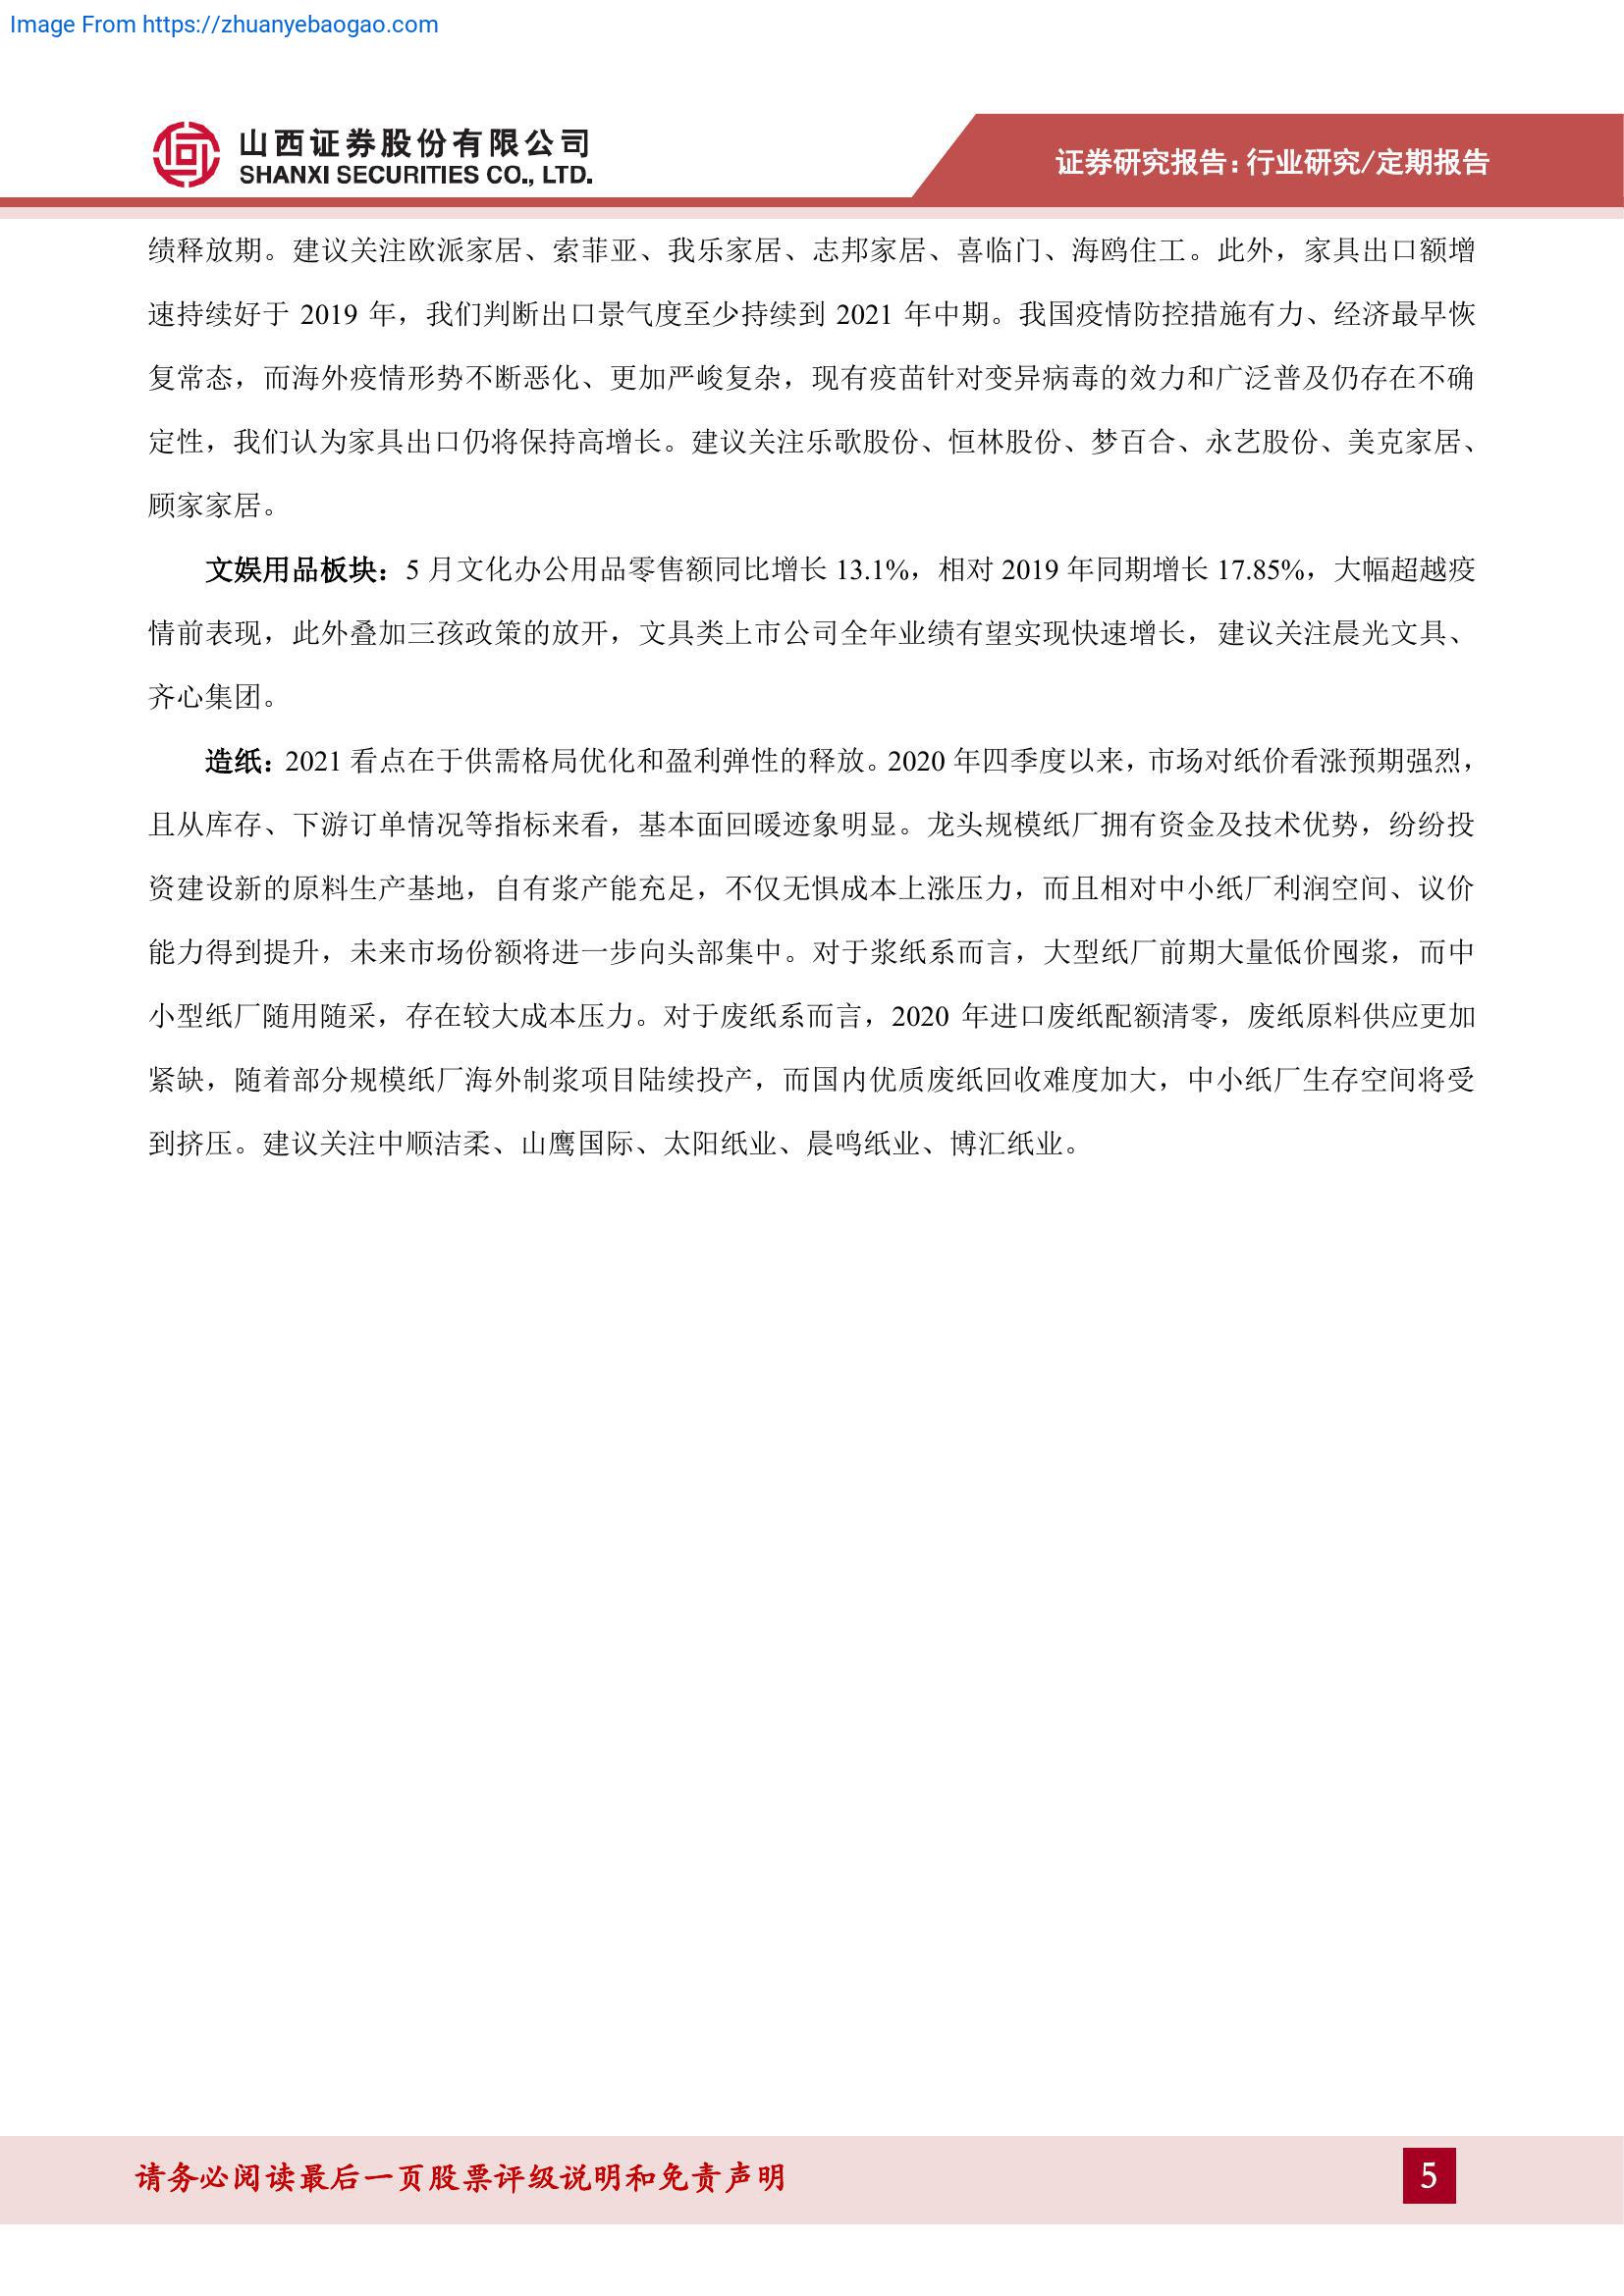 Image From https://zhuanyebaogao.com
山西证券股份有限公司
SHANXI SECURITIES CO., LTD.
证券研究报告：行业研究/定期报告
绩释放期。建议关注欧派家居、索菲亚、我乐家居、志邦家居、喜临门、海鸥住工。此外，家具出口额增
速持续好于 2019 年，我们判断出口景气度至少持续到 2021 年中期。我国疫情防控措施有力、经济最早恢
复常态，而海外疫情形势不断恶化、更加严峻复杂，现有疫苗针对变异病毒的效力和广泛普及仍存在不确
定性，我们认为家具出口仍将保持高增长。建议关注乐歌股份、恒林股份、梦百合、永艺股份、美克家居、
顾家家居。
文娱用品板块：5 月文化办公用品零售额同比增长 13.1%，相对 2019 年同期增长 17.85%，大幅超越疫
情前表现，此外叠加三孩政策的放开，文具类上市公司全年业绩有望实现快速增长，建议关注晨光文具、
齐心集团。
造纸：2021 看点在于供需格局优化和盈利弹性的释放。2020 年四季度以来，市场对纸价看涨预期强烈，
且从库存、下游订单情况等指标来看，基本面回暖迹象明显。龙头规模纸厂拥有资金及技术优势，纷纷投
资建设新的原料生产基地，自有浆产能充足，不仅无惧成本上涨压力，而且相对中小纸厂利润空间、议价
能力得到提升，未来市场份额将进一步向头部集中。对于浆纸系而言，大型纸厂前期大量低价囤浆，而中
小型纸厂随用随采，存在较大成本压力。对于废纸系而言，2020 年进口废纸配额清零，废纸原料供应更加
紧缺，随着部分规模纸厂海外制浆项目陆续投产，而国内优质废纸回收难度加大，中小纸厂生存空间将受
到挤压。建议关注中顺洁柔、山鹰国际、太阳纸业、晨鸣纸业、博汇纸业。
请务必阅读最后一页股票评级说明和免责声明
5